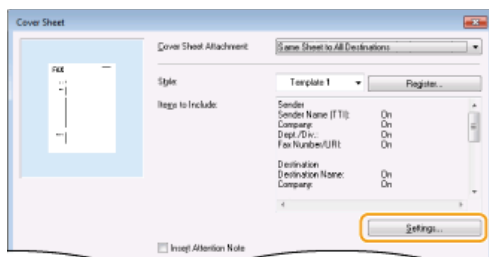 Cover Sheet
Cover Sheet Attachment: Same Sheet to All Destinations
FAX
Style: Template 1 Register...
Items to Include: Sender
Sender Name (TTI): On
Company: On
Dept./Div.: On
Fax Number/URI: On
Destination
Destination Name: On
Company: On
Settings...
Insert Attention Note